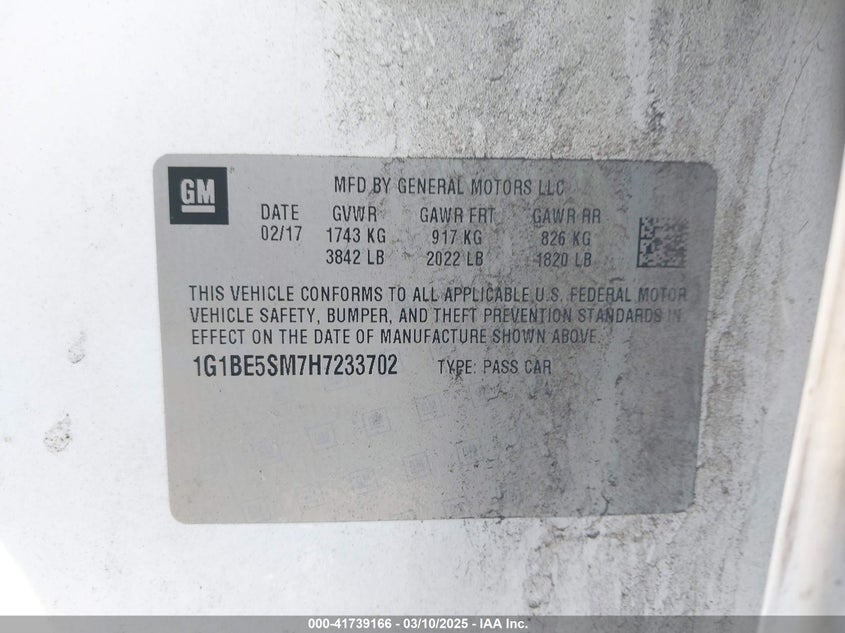 GM
MFD BY GENERAL MOTORS LLC
DATE GVWR GAWR FRT GAWR RR
02/17 1743 KG 917 KG 826 KG
3842 LB 2022 LB 1820 LB
THIS VEHICLE CONFORMS TO ALL APPLICABLE U.S. FEDERAL MOTOR
VEHICLE SAFETY, BUMPER, AND THEFT PREVENTION STANDARDS IN
EFFECT ON THE DATE OF MANUFACTURE SHOWN ABOVE.
1G1BE5SM7H7233702 TYPE: PASS CAR
000-41739166 - 03/10/2025 - IAA Inc.